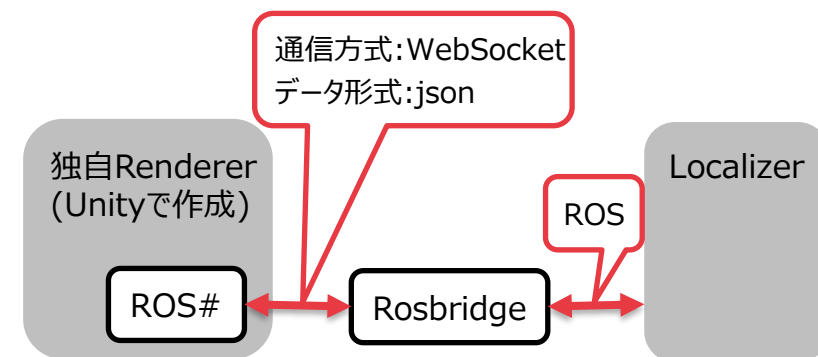 通信方式:WebSocket
データ形式:json
独自Renderer
(Unityで作成)
Localizer
ROS
ROS#
Rosbridge